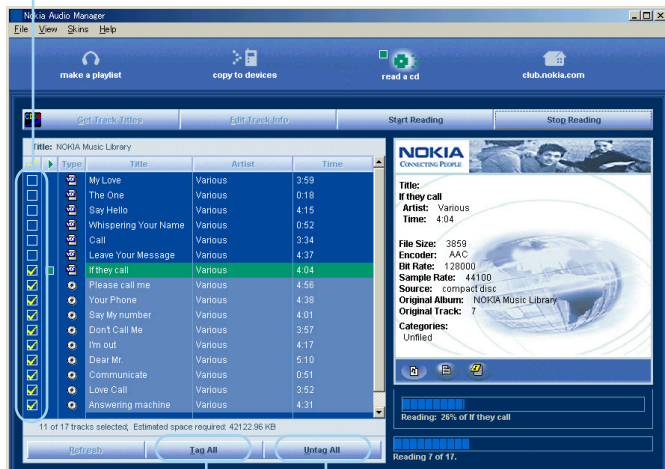 Nokia Audio Manager
File View Skins Help
make a playlist copy to devices read a cd club.nokia.com
Get Track Titles Edit Track Info Start Reading Stop Reading
Title: NOKIA Music Library
Type Title Artist Time
My Love Various 3:59
The One Various 0:18
Say Hello Various 4:15
Whispering Your Name Various 0:52
Call Various 3:34
Leave Your Message Various 4:37
If they call Various 4:04
Please call me Various 4:56
Your Phone Various 4:38
Say My number Various 4:01
Don't Call Me Various 3:57
I'm out Various 4:17
Dear Mr. Various 5:10
Communicate Various 0:51
Love Call Various 3:52
Answering machine Various 4:31
11 of 17 tracks selected; Estimated space required: 42122.96 KB
Refresh Tag All Untag All
NOKIA
CONNECTING PEOPLE
Title:
If they call
Artist: Various
Time: 4:04
File Size: 3859
Encoder: AAC
Bit Rate: 128000
Sample Rate: 44100
Source: compact disc
Original Album: NOKIA Music Library
Original Track: 7
Categories:
Unfiled
Reading: 26% of If they call
Reading 7 of 17.